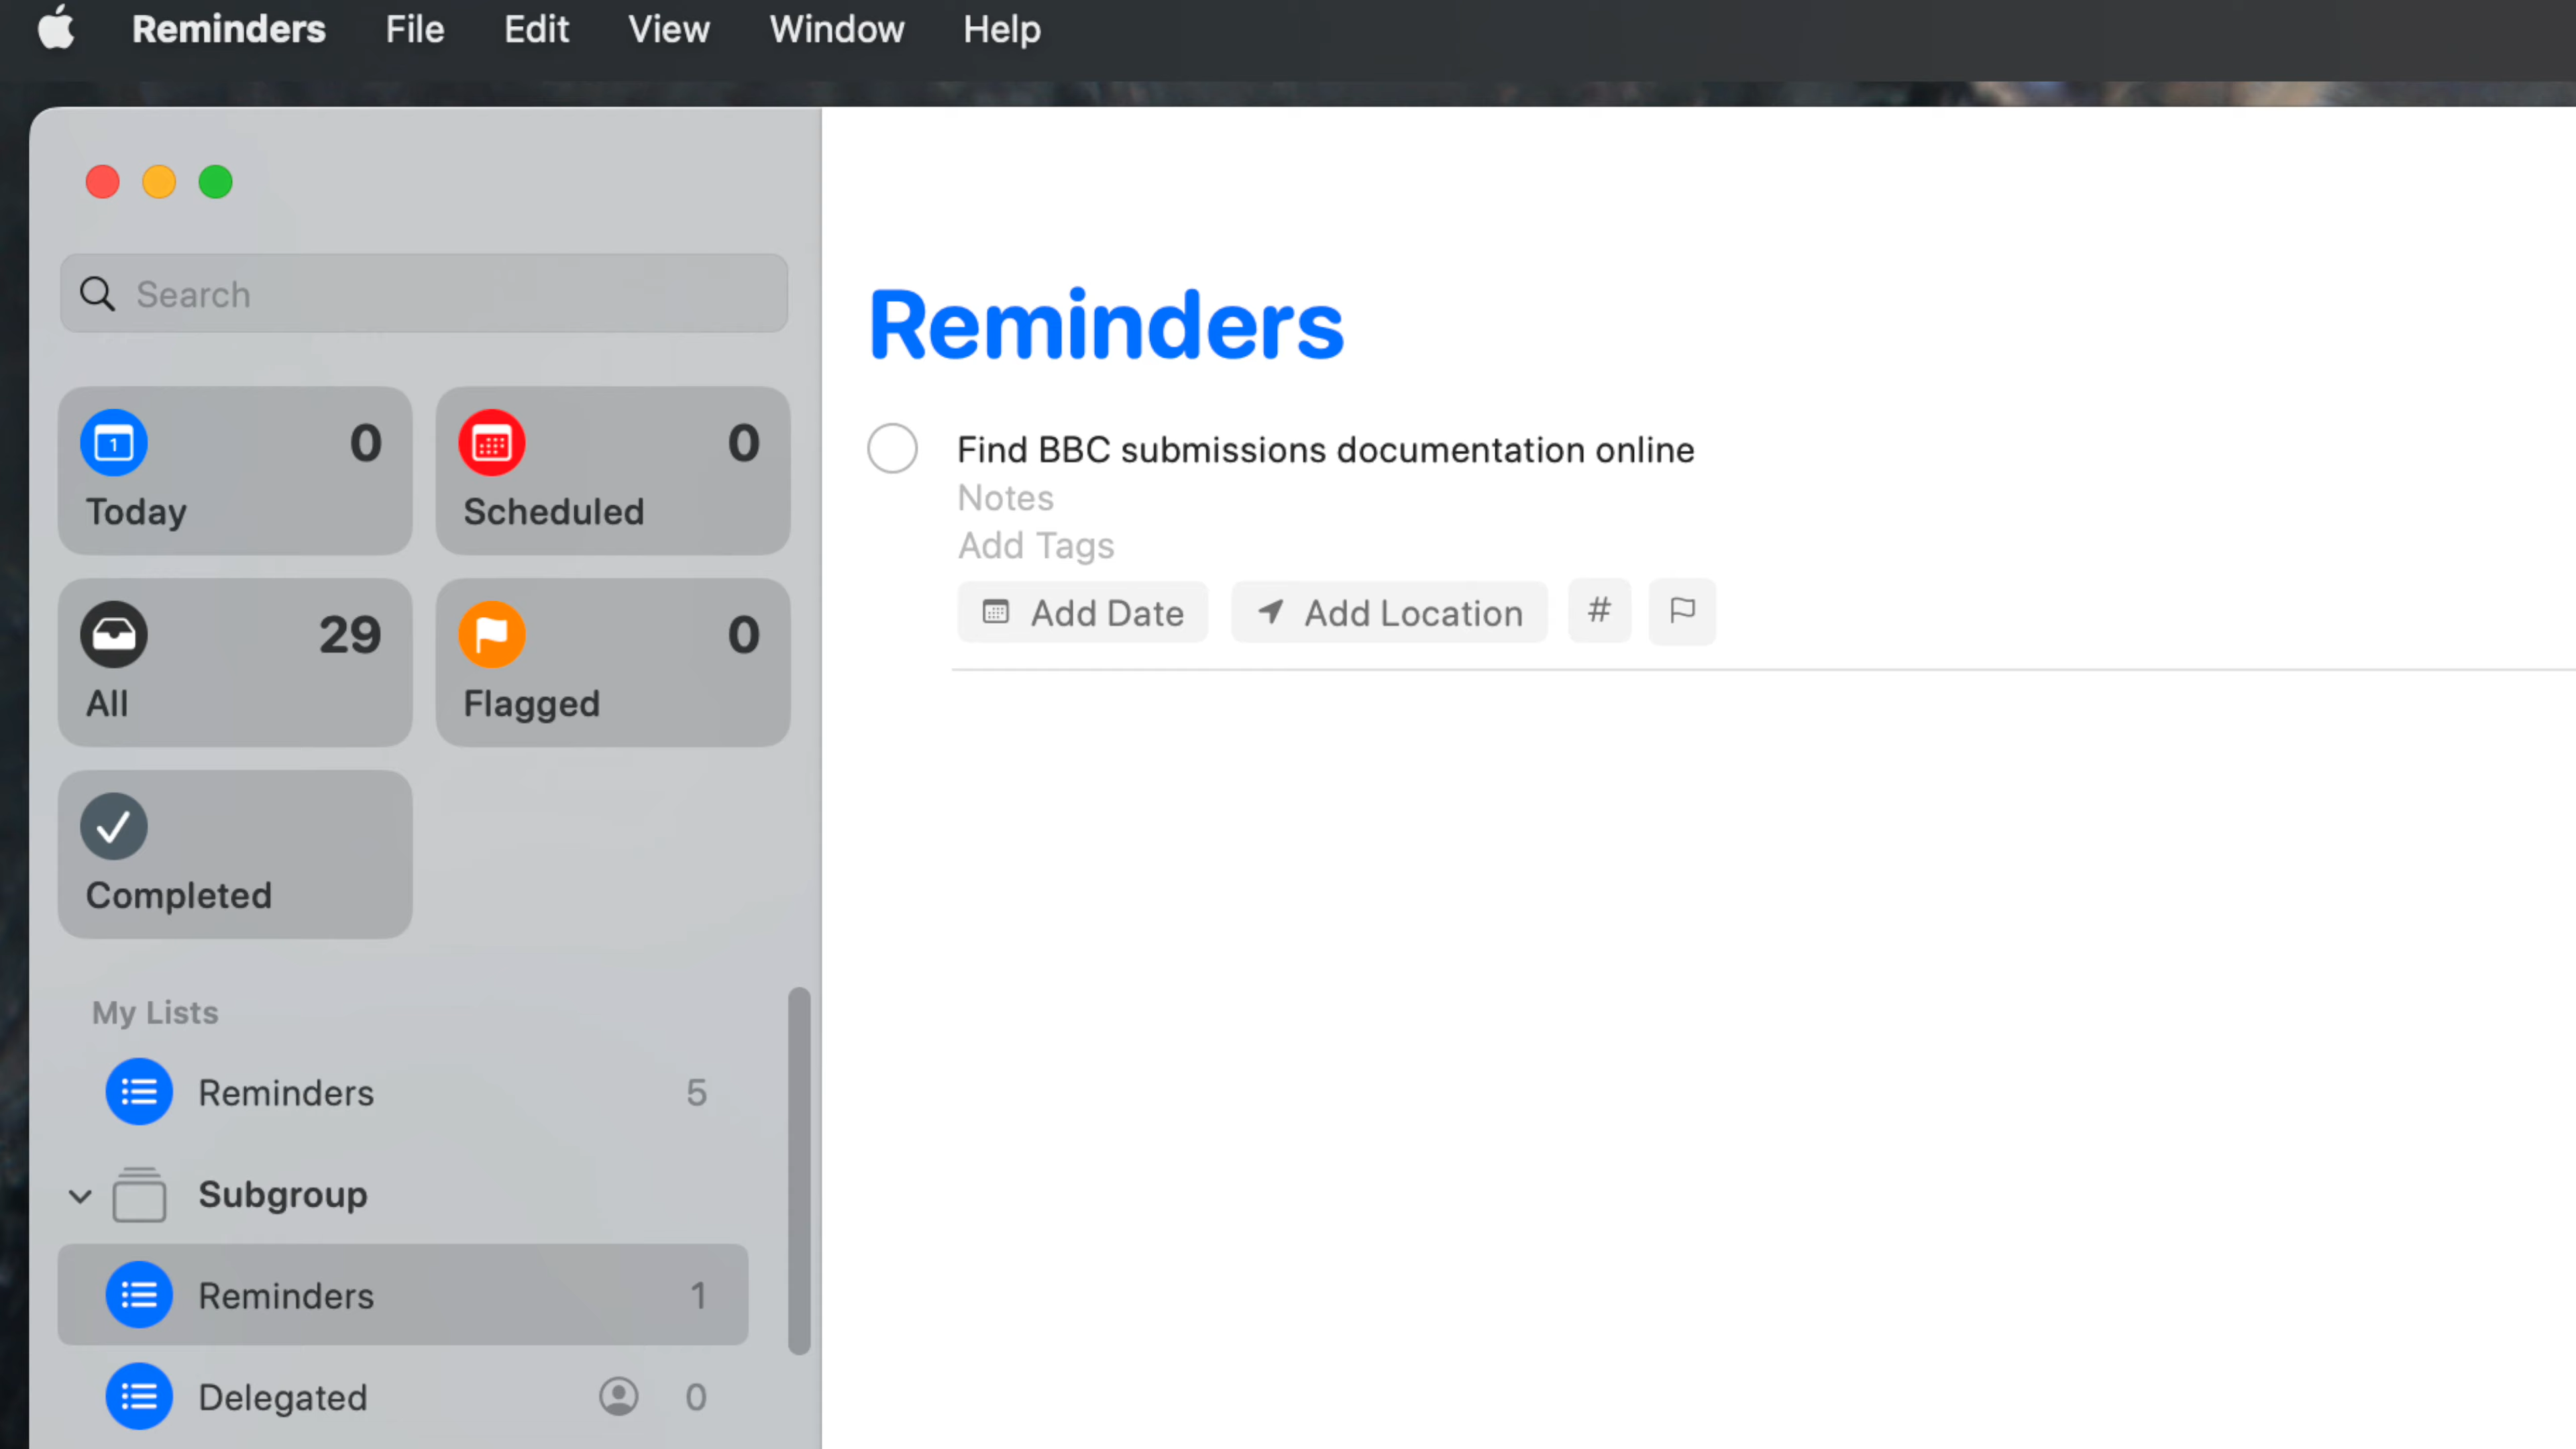 Reminders File Edit View Window Help
Search
1 0 0
Today Scheduled
29 0
All Flagged
Completed
My Lists
Reminders 5
Subgroup
Reminders 1
Delegated 0
Reminders
Find BBC submissions documentation online
Notes
Add Tags
Add Date Add Location #